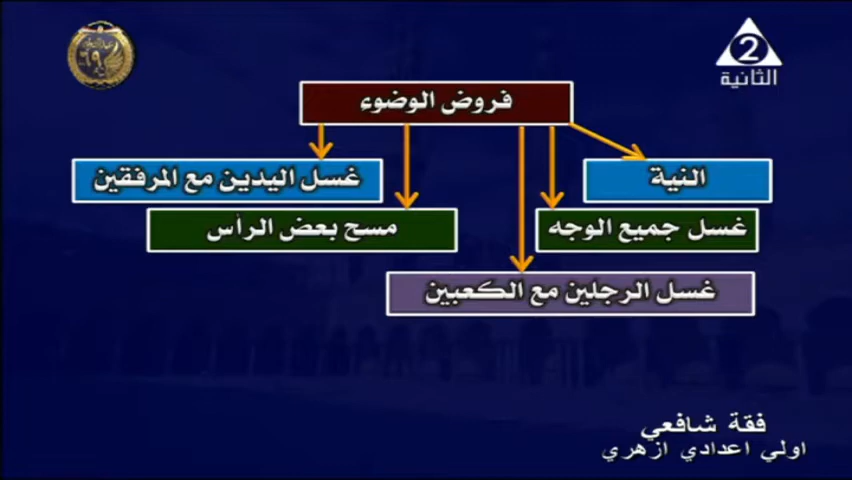 2
الثانية
فروض الوضوء
النية
غسل اليدين مع المرفقين
غسل جميع الوجه
مسح بعض الرأس
غسل الرجلين مع الكعبين
فقة شافعي
اولي اعدادي ازهري